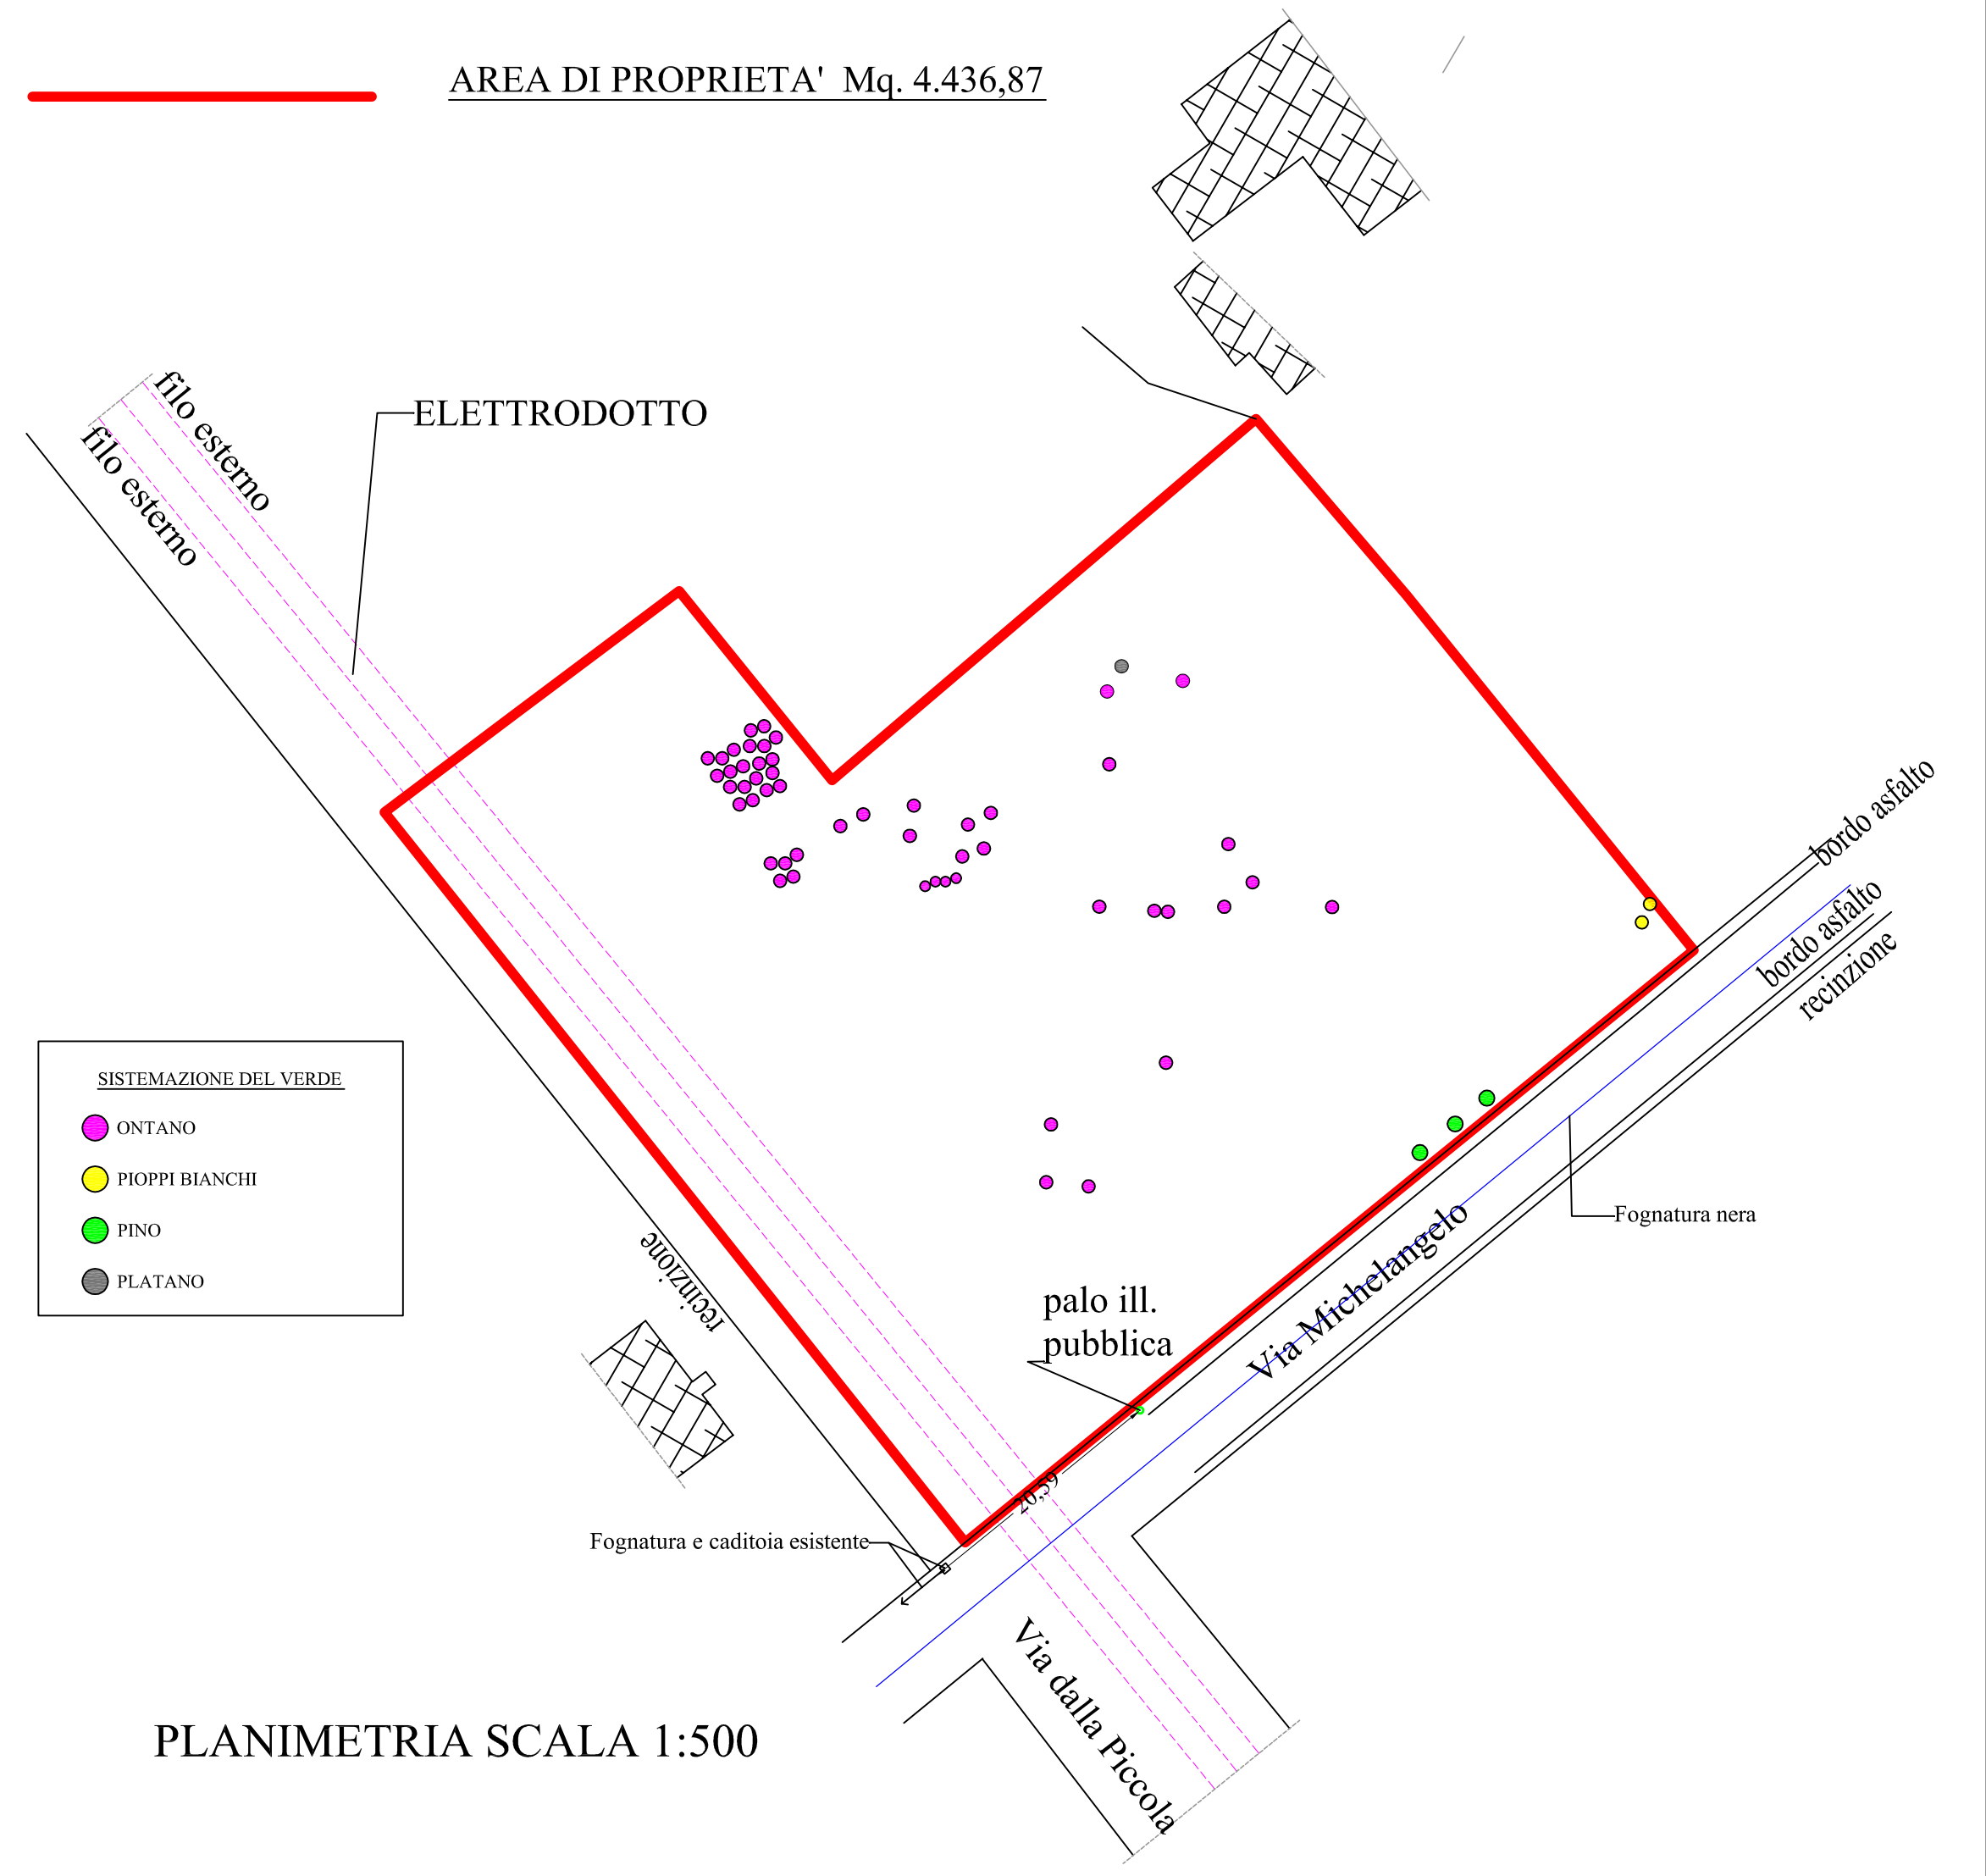 AREA DI PROPRIETA' Mq. 4.436,87
filo esterno
filo esterno
ELETTRODOTTO
bordo asfalto
bordo asfalto
recinzione
SISTEMAZIONE DEL VERDE
ONTANO
PIOPPI BIANCHI
PINO
PLATANO
recinzione
Fognatura nera
Via Michelangelo
palo ill.
pubblica
20,59
Fognatura e caditoia esistente
Via dalla Piccola
PLANIMETRIA SCALA 1:500